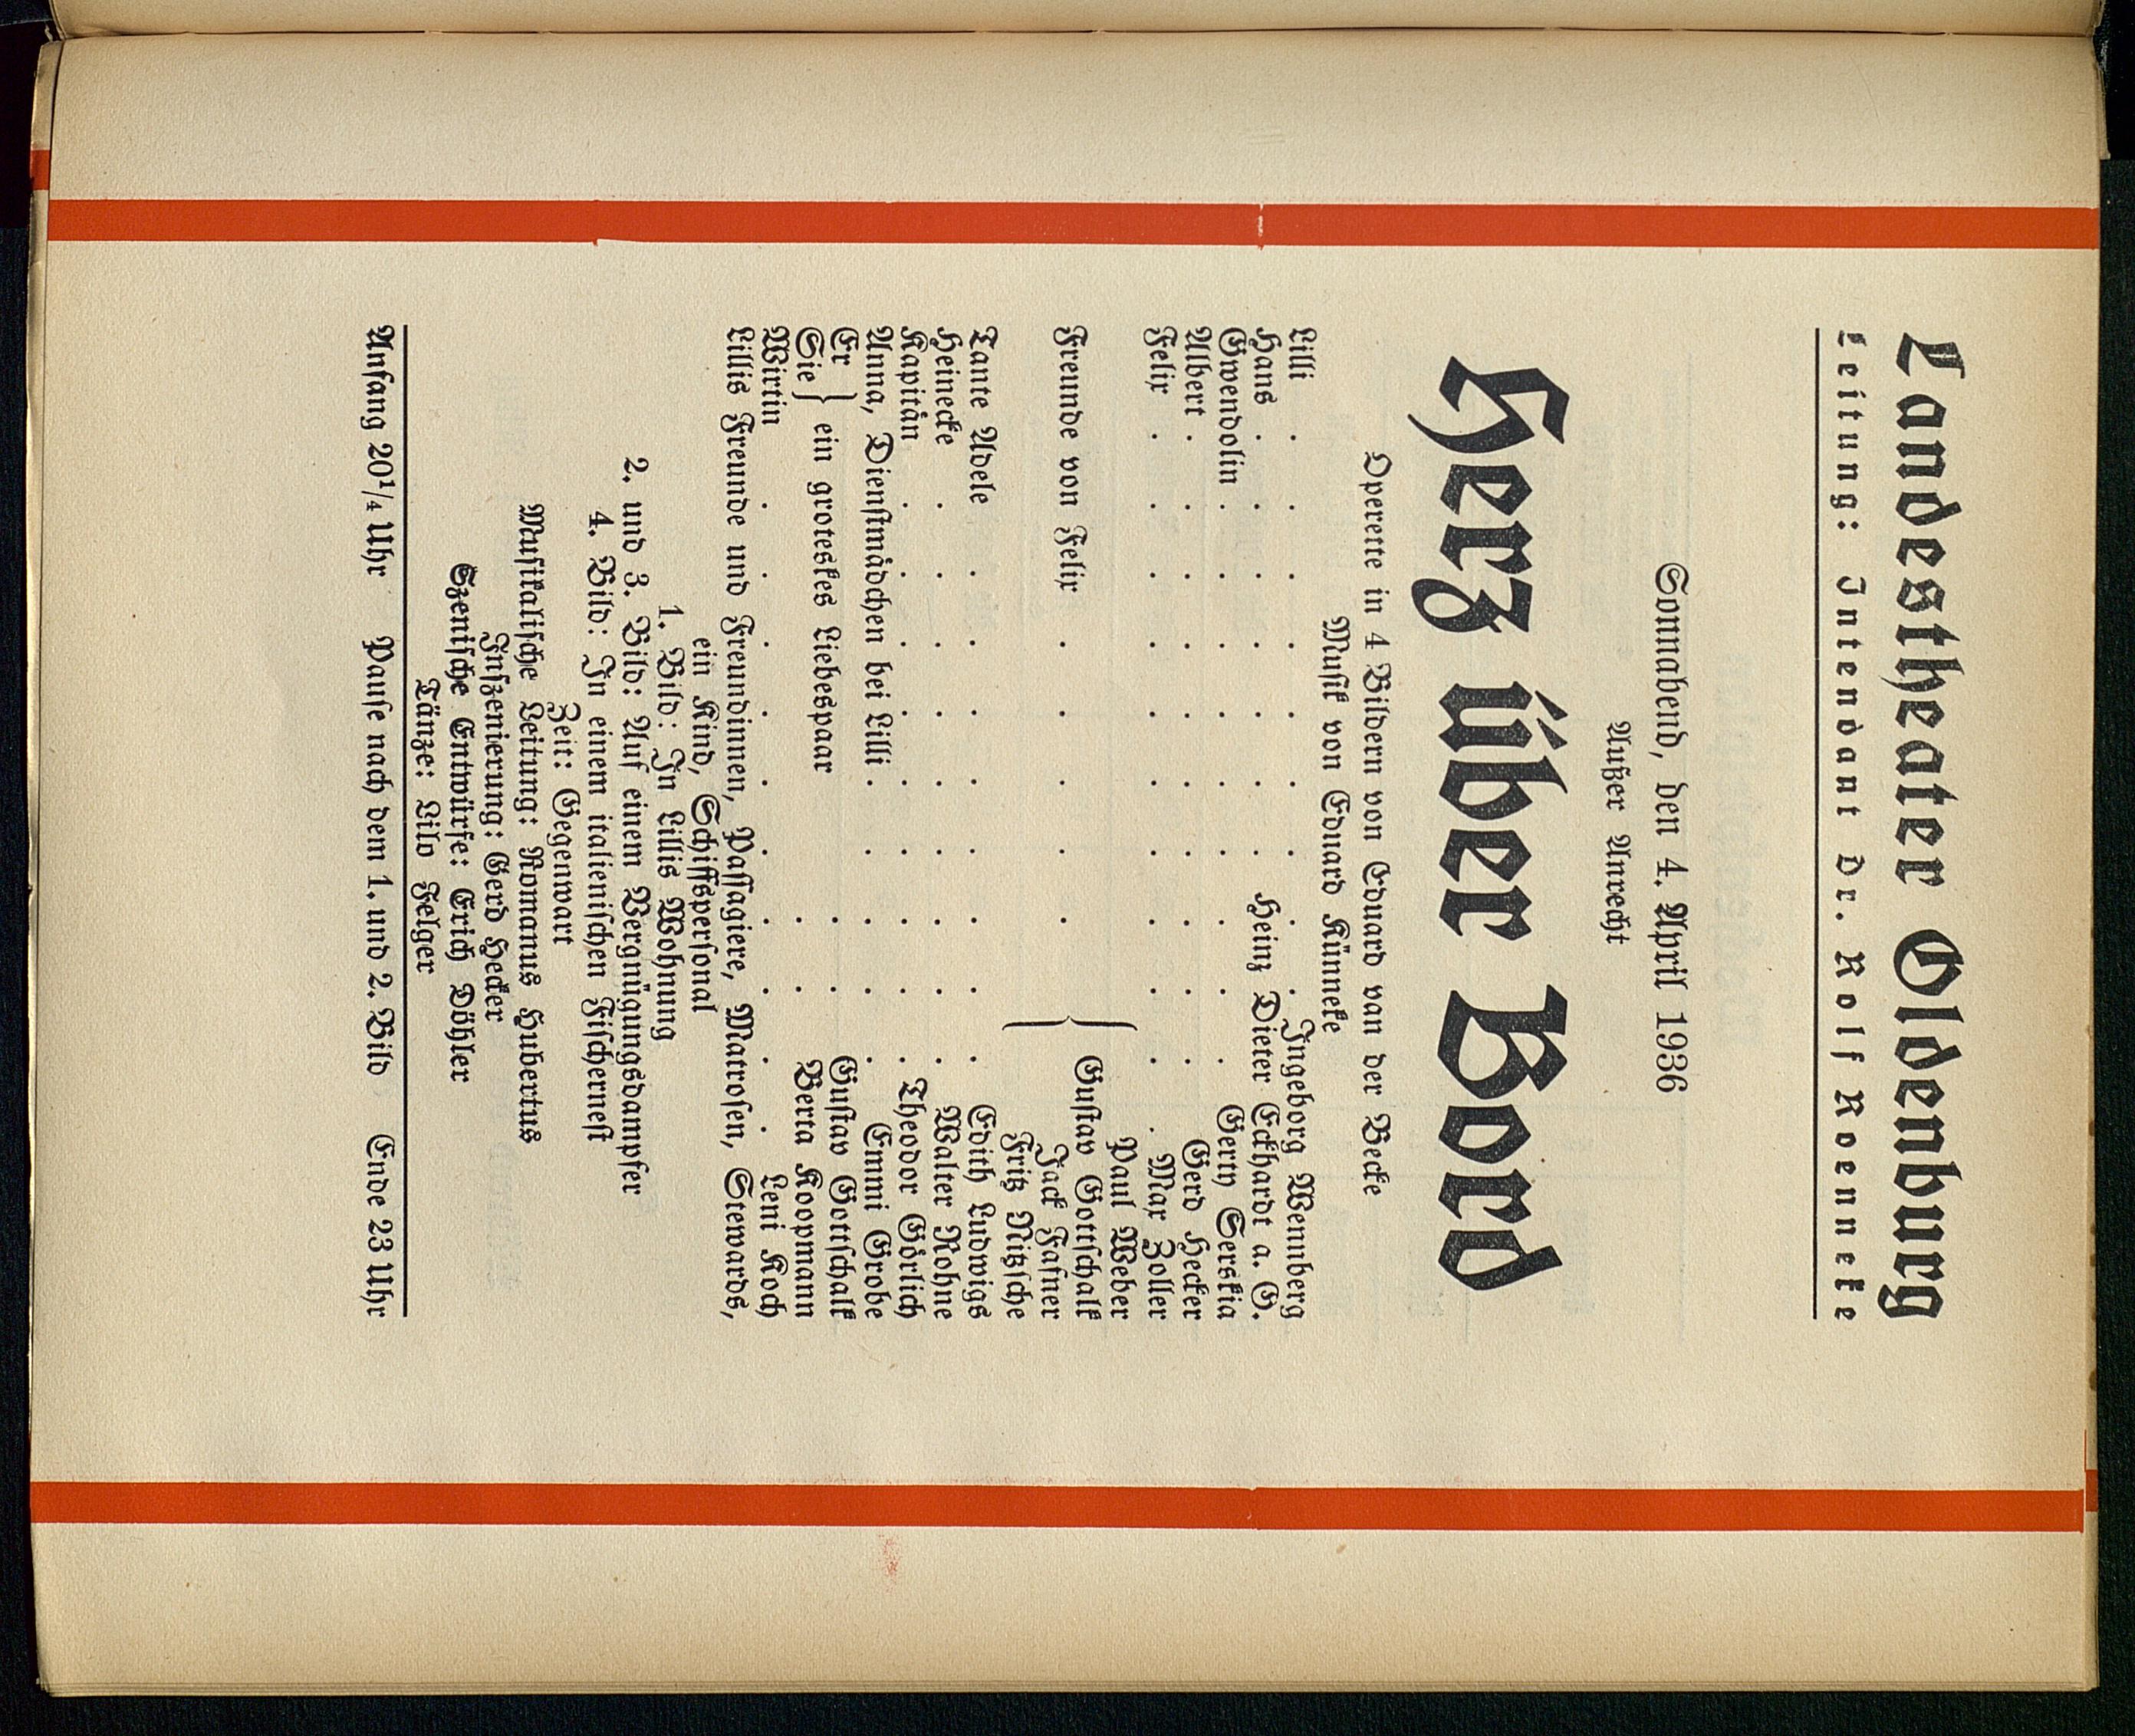 Landestheater Oldenburg
Leitung: Intendant Dr. Rolf Roenneke
Sonnabend, den 4. April 1936
Außer Anrecht
Herz über Bord
Operette in 4 Bildern von Eduard van der Becke
Musik von Eduard Künneke
Lilli . . . . . . . . . Ingeborg Wennberg
Hans . . . . . . . Heinz Dieter Eckhardt a. G.
Gwendolin . . . . . . . . . Gerty Serskia
Albert . . . . . . . . . . Gerd Hecker
Felix . . . . . . . . . . . Max Zoller
Paul Weber
Gustav Gottschalk
Freunde von Felix . . . . . }
Jack Fafner
Fritz Nitzsche
Tante Adele . . . . . . . . Edith Ludwigs
Heinecke . . . . . . . . . Walter Rohne
Kapitän . . . . . . . . . Theodor Görlich
Anna, Dienstmädchen bei Lilli . . . . . Emmi Grobe
Er } ein groteskes Liebespaar . . Gustav Gottschalk
Sie } . . Berta Koopmann
Wirtin . . . . . . . . . . Leni Koch
Lillis Freunde und Freundinnen, Passagiere, Matrosen, Stewards,
ein Kind, Schiffspersonal
1. Bild: In Lillis Wohnung
2. und 3. Bild: Auf einem Vergnügungsdampfer
4. Bild: In einem italienischen Fischernest
Zeit: Gegenwart
Musikalische Leitung: Romanus Hubertus
Inszenierung: Gerd Hecker
Szenische Entwürfe: Erich Döhler
Tänze: Lilo Felger
Anfang 20¼ Uhr Pause nach dem 1. und 2. Bild Ende 23 Uhr